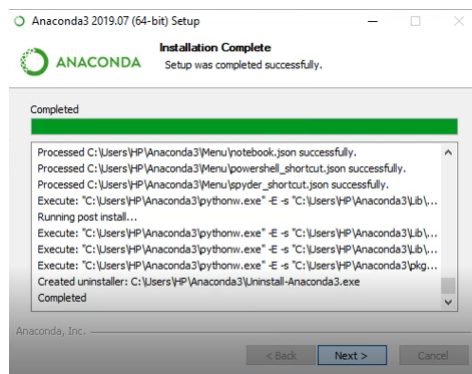 Anaconda3 2019.07 (64-bit) Setup
ANACONDA
Installation Complete
Setup was completed successfully.
Completed
Processed C:\Users\HP\Anaconda3\Menu\notebook.json successfully.
Processed C:\Users\HP\Anaconda3\Menu\powershell_shortcut.json successfully.
Processed C:\Users\HP\Anaconda3\Menu\spyder_shortcut.json successfully.
Execute: "C:\Users\HP\Anaconda3\pythonw.exe" -E -s "C:\Users\HP\Anaconda3\Lib\...
Running post install...
Execute: "C:\Users\HP\Anaconda3\pythonw.exe" -E -s "C:\Users\HP\Anaconda3\Lib\...
Execute: "C:\Users\HP\Anaconda3\pythonw.exe" -E -s "C:\Users\HP\Anaconda3\Lib\...
Execute: "C:\Users\HP\Anaconda3\pythonw.exe" -E -s "C:\Users\HP\Anaconda3\pkg...
Created uninstaller: C:\Users\HP\Anaconda3\Uninstall-Anaconda3.exe
Completed
Anaconda, Inc.
< Back Next > Cancel